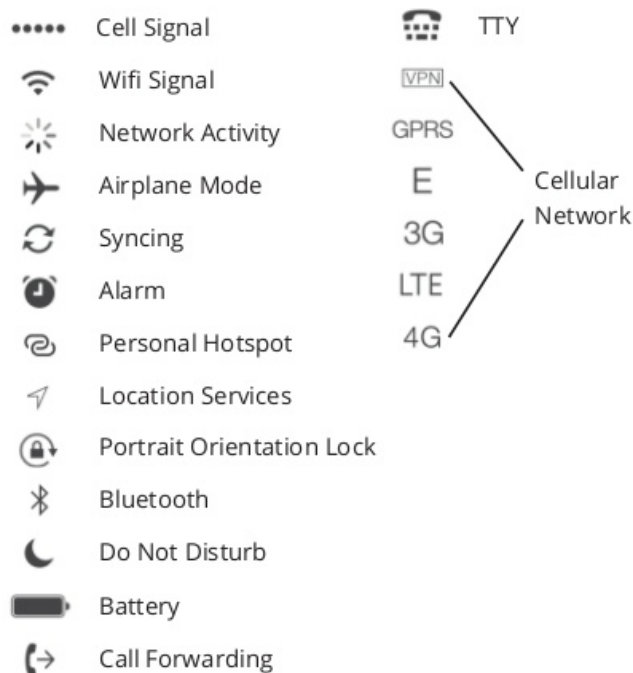 Cell Signal
Wifi Signal
Network Activity
Airplane Mode
Syncing
Alarm
Personal Hotspot
Location Services
Portrait Orientation Lock
Bluetooth
Do Not Disturb
Battery
Call Forwarding
TTY
VPN
GPRS
E
3G
LTE
4G
Cellular
Network